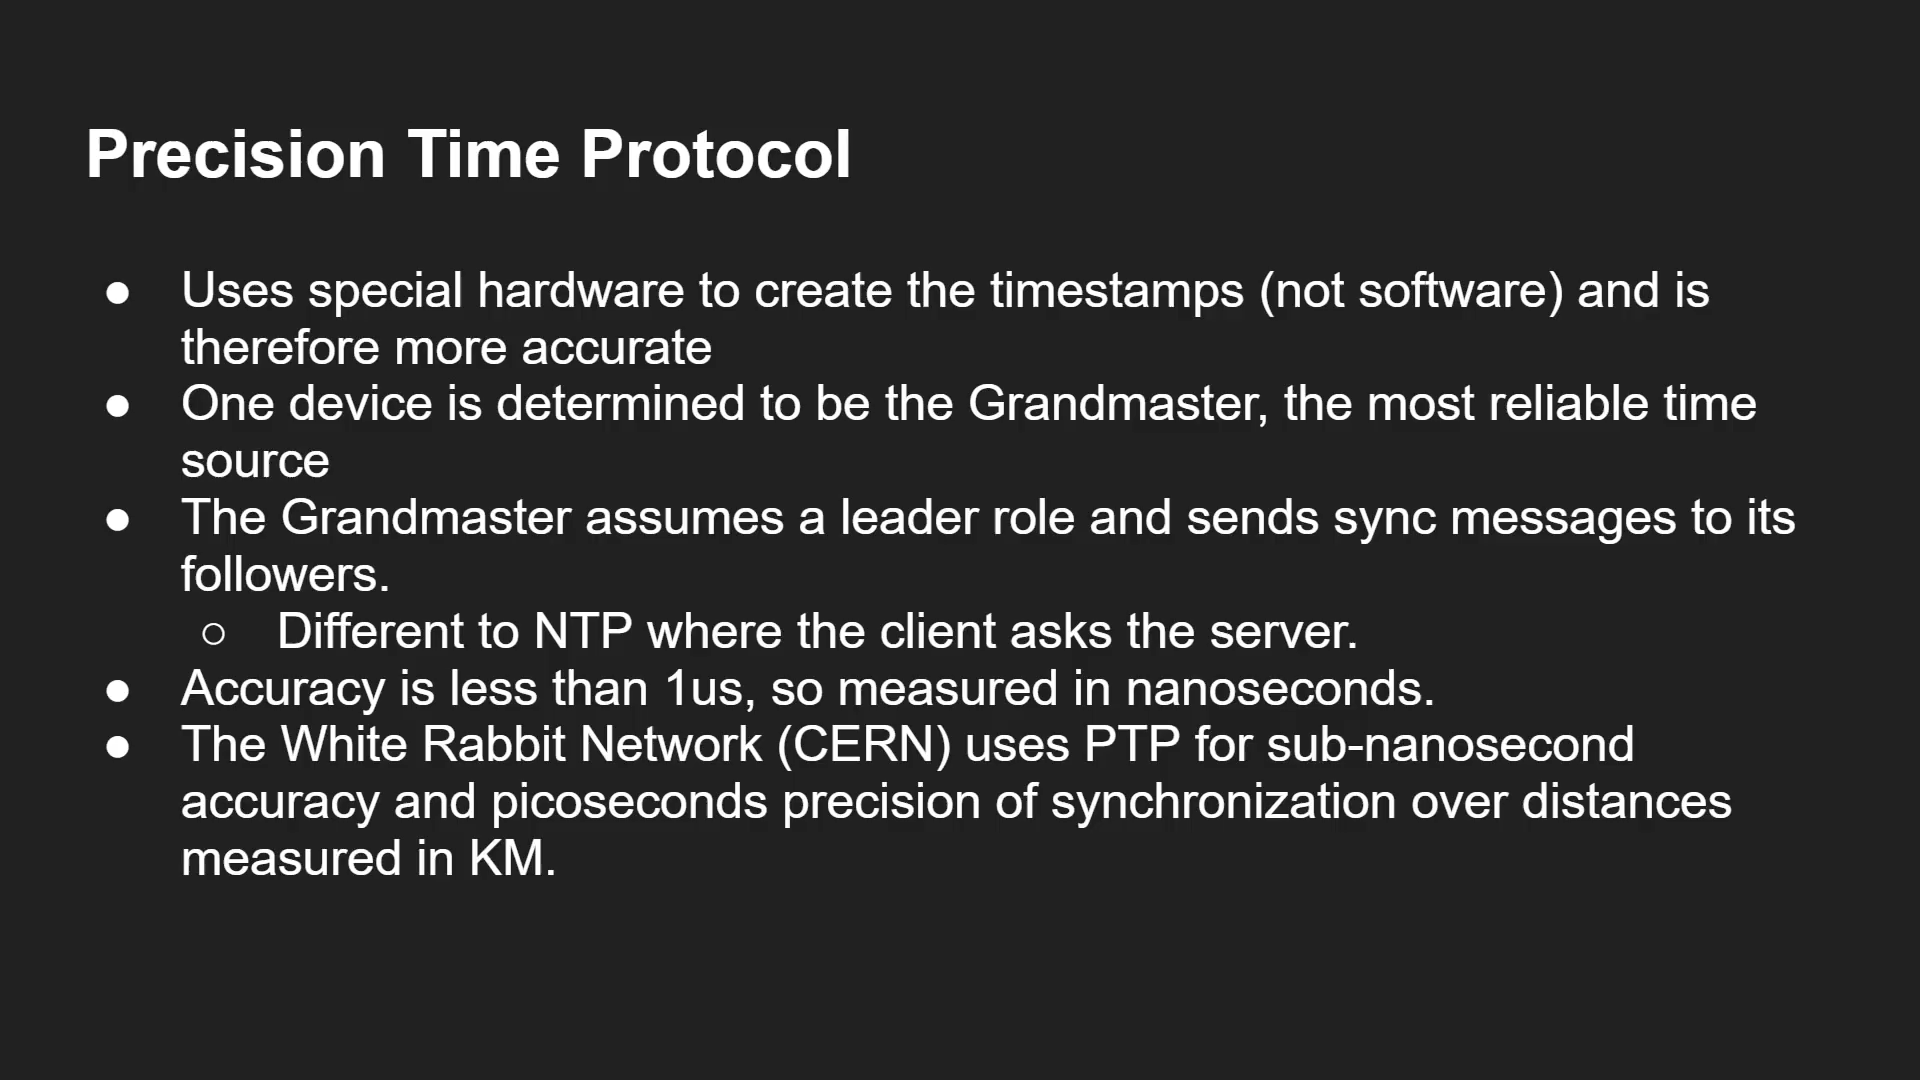 Precision Time Protocol
● Uses special hardware to create the timestamps (not software) and is
therefore more accurate
● One device is determined to be the Grandmaster, the most reliable time
source
● The Grandmaster assumes a leader role and sends sync messages to its
followers.
○ Different to NTP where the client asks the server.
● Accuracy is less than 1us, so measured in nanoseconds.
● The White Rabbit Network (CERN) uses PTP for sub-nanosecond
accuracy and picoseconds precision of synchronization over distances
measured in KM.